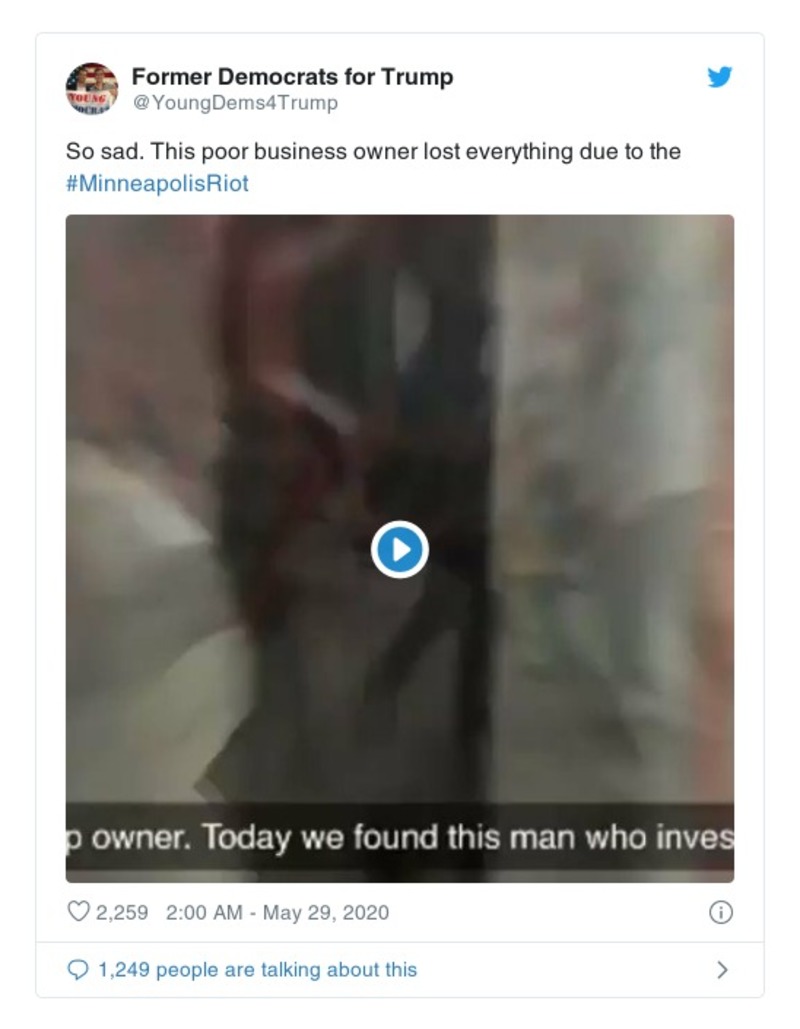 Former Democrats for Trump
@YoungDems4Trump
So sad. This poor business owner lost everything due to the
#MinneapolisRiot
p owner. Today we found this man who inves
2,259 2:00 AM - May 29, 2020
1,249 people are talking about this